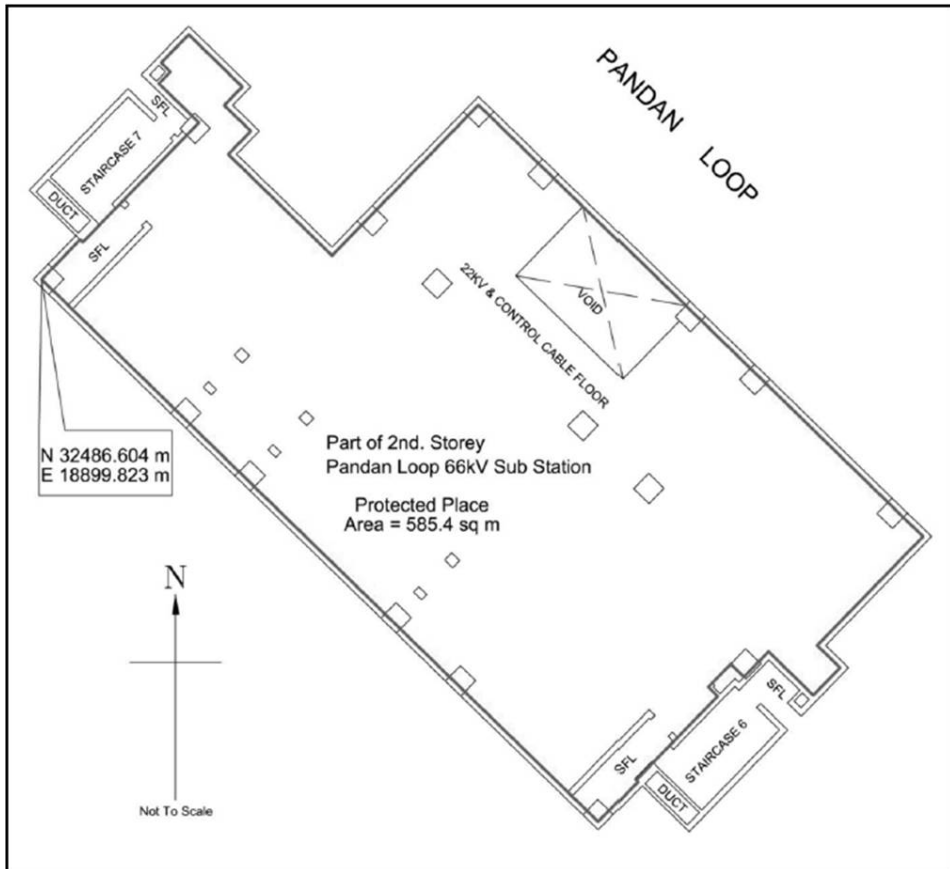 PANDAN LOOP
SFL
STAIRCASE 7
DUCT
SFL
VOID
22KV & CONTROL CABLE FLOOR
N 32486.604 m
E 18899.823 m
Part of 2nd. Storey
Pandan Loop 66kV Sub Station
Protected Place
Area = 585.4 sq m
N
Not To Scale
SFL
STAIRCASE 6
SFL
DUCT